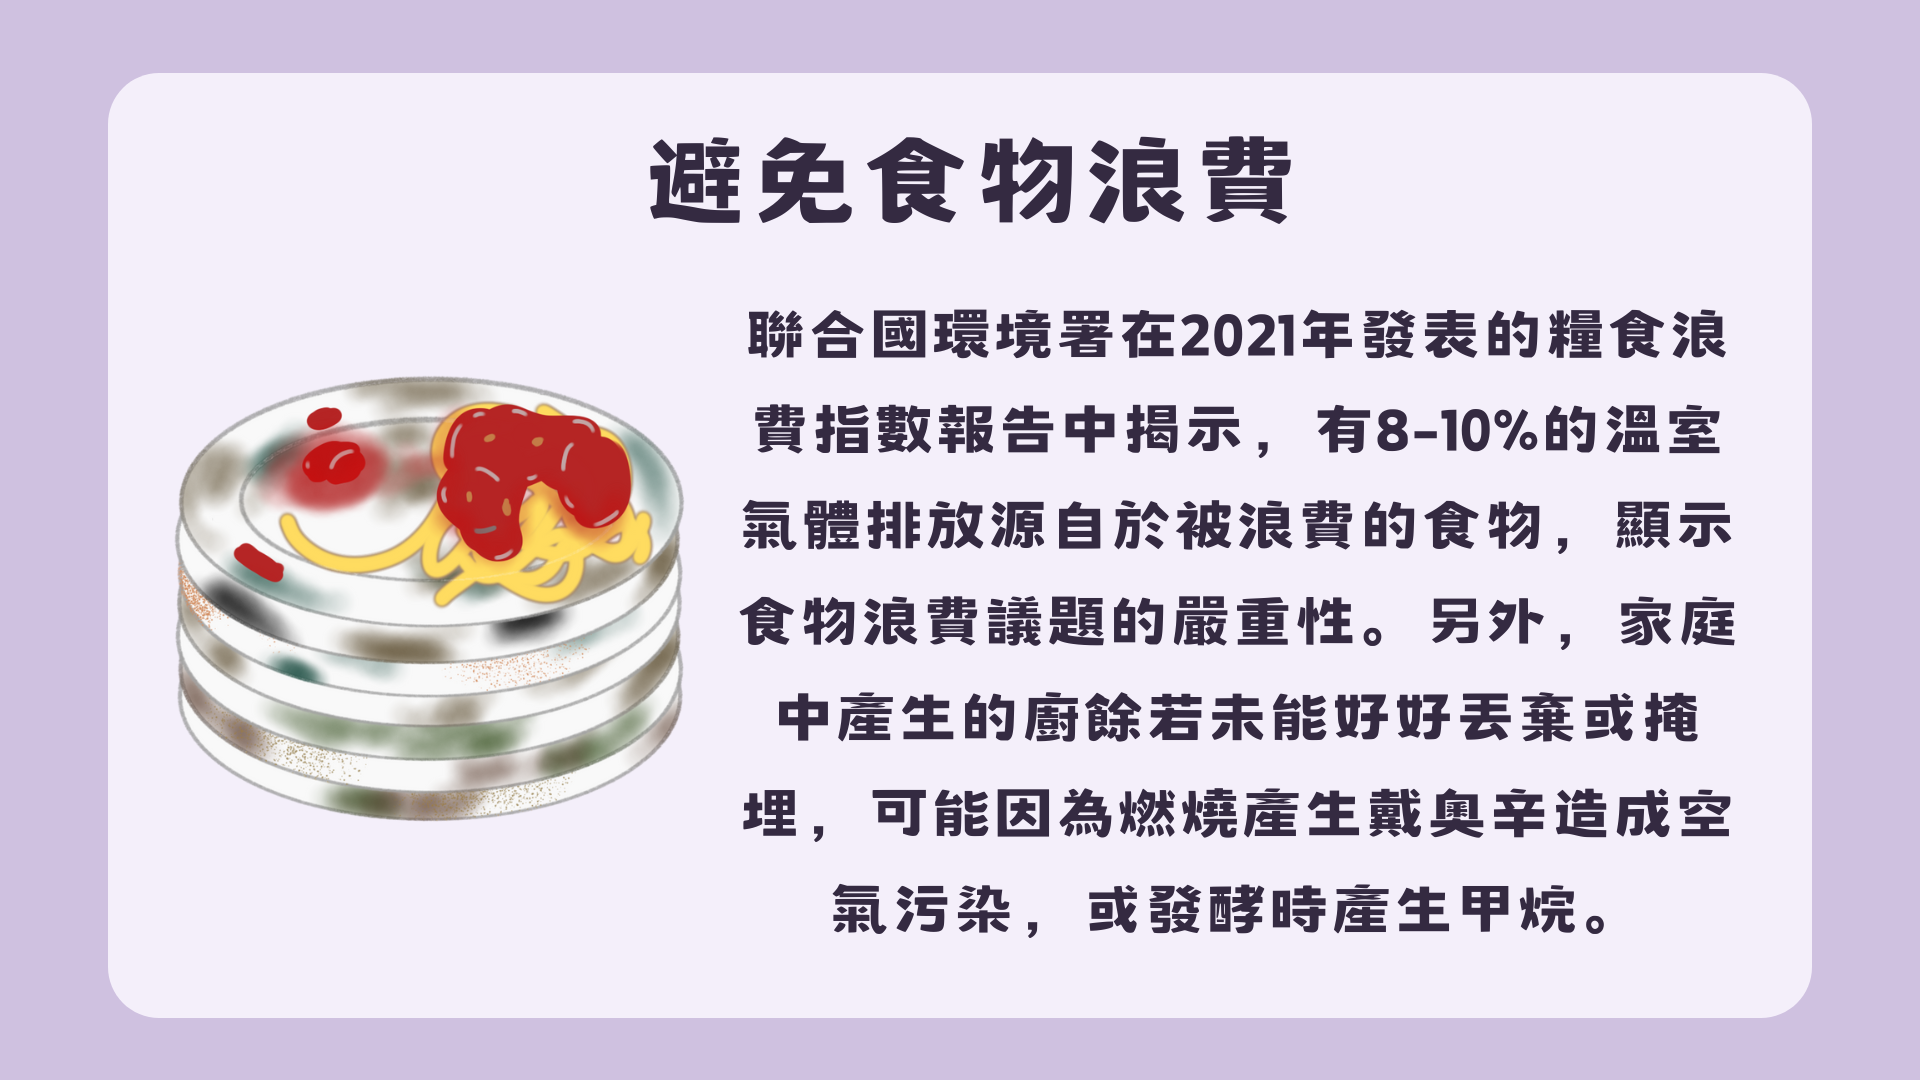 避免食物浪費
聯合國環境署在2021年發表的糧食浪
費指數報告中揭示，有8-10%的溫室
氣體排放源自於被浪費的食物，顯示
食物浪費議題的嚴重性。另外，家庭
中產生的廚餘若未能好好丟棄或掩
埋，可能因為燃燒產生戴奧辛造成空
氣污染，或發酵時產生甲烷。